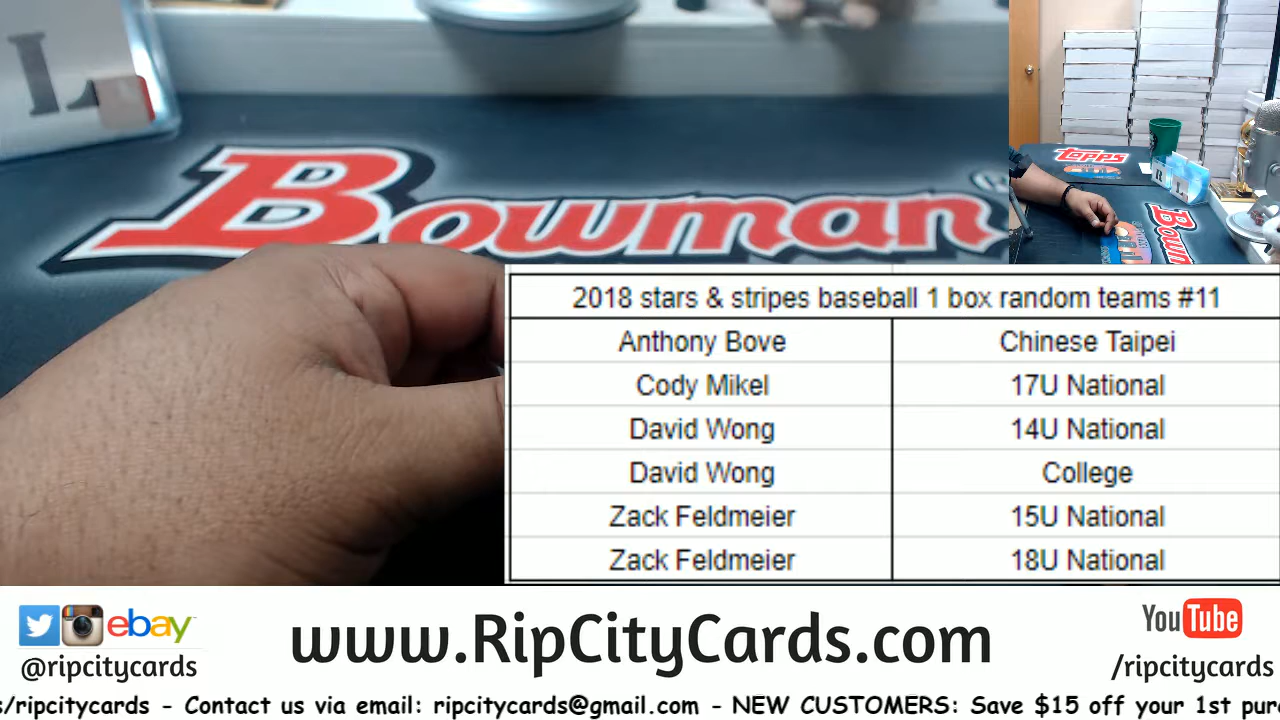 L
Bowman
Topps
R L
Bowm
2018 stars & stripes baseball 1 box random teams #11
Anthony Bove Chinese Taipei
Cody Mikel 17U National
David Wong 14U National
David Wong College
Zack Feldmeier 15U National
Zack Feldmeier 18U National
ebay
@ripcitycards
www.RipCityCards.com
YouTube
/ripcitycards
s/ripcitycards - Contact us via email: ripcitycards@gmail.com - NEW CUSTOMERS: Save $15 off your 1st pur